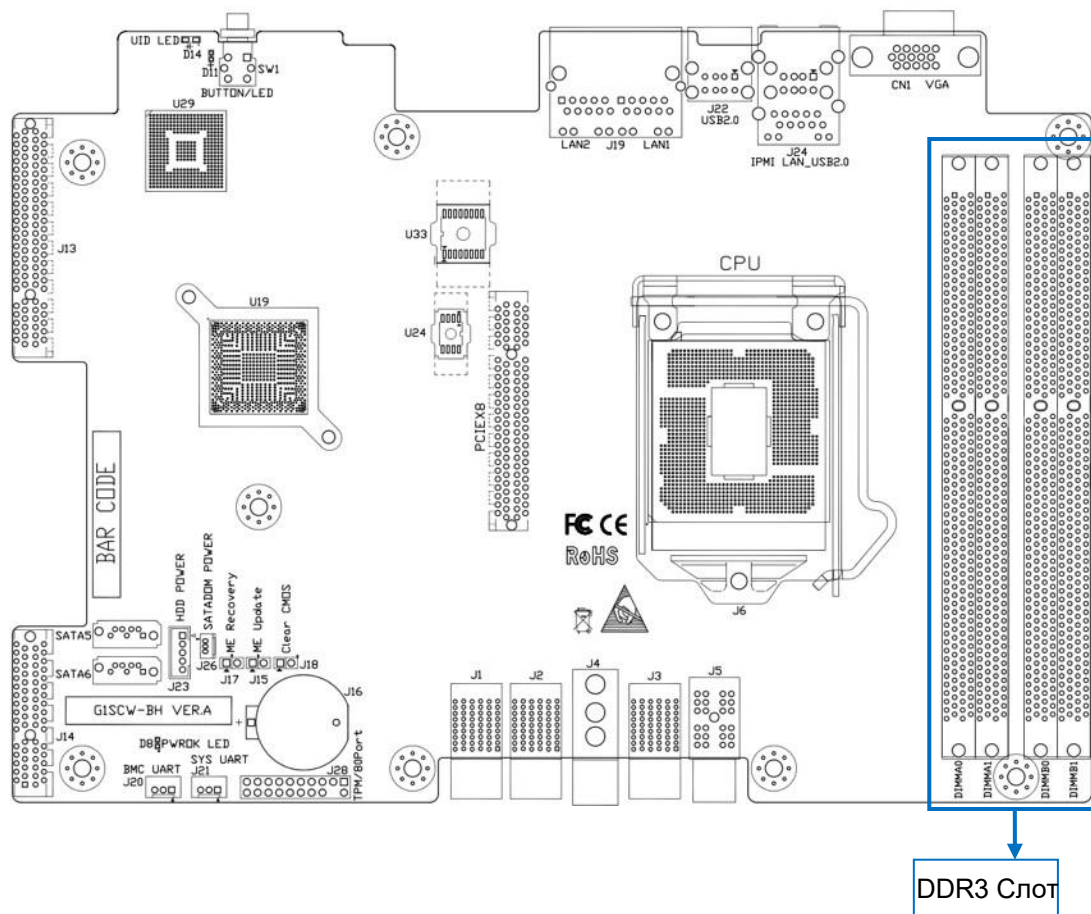 UID LED
D14
D11
SW1
BUTTON/LED
U29
J13
LAN2 J19 LAN1
J22
USB2.0
J24
IPMI LAN_USB2.0
CN1 VGA
U33
U24
U19
PCIEX8
CPU
BAR CODE
FC CE
RoHS
J6
HDD POWER
SATADOM POWER
ME Recovery
ME Update
Clear CMOS
SATA5
SATA6
J23
J26
J17
J15
J18
J16
G1SCW-BH VER.A
J14
D8 PWROK LED
BMC UART
SYS UART
J20
J21
J28
TPM/80Port
J1
J2
J4
J3
J5
DIMMA0
DIMMA1
DIMMB0
DIMMB1
DDR3 Слот